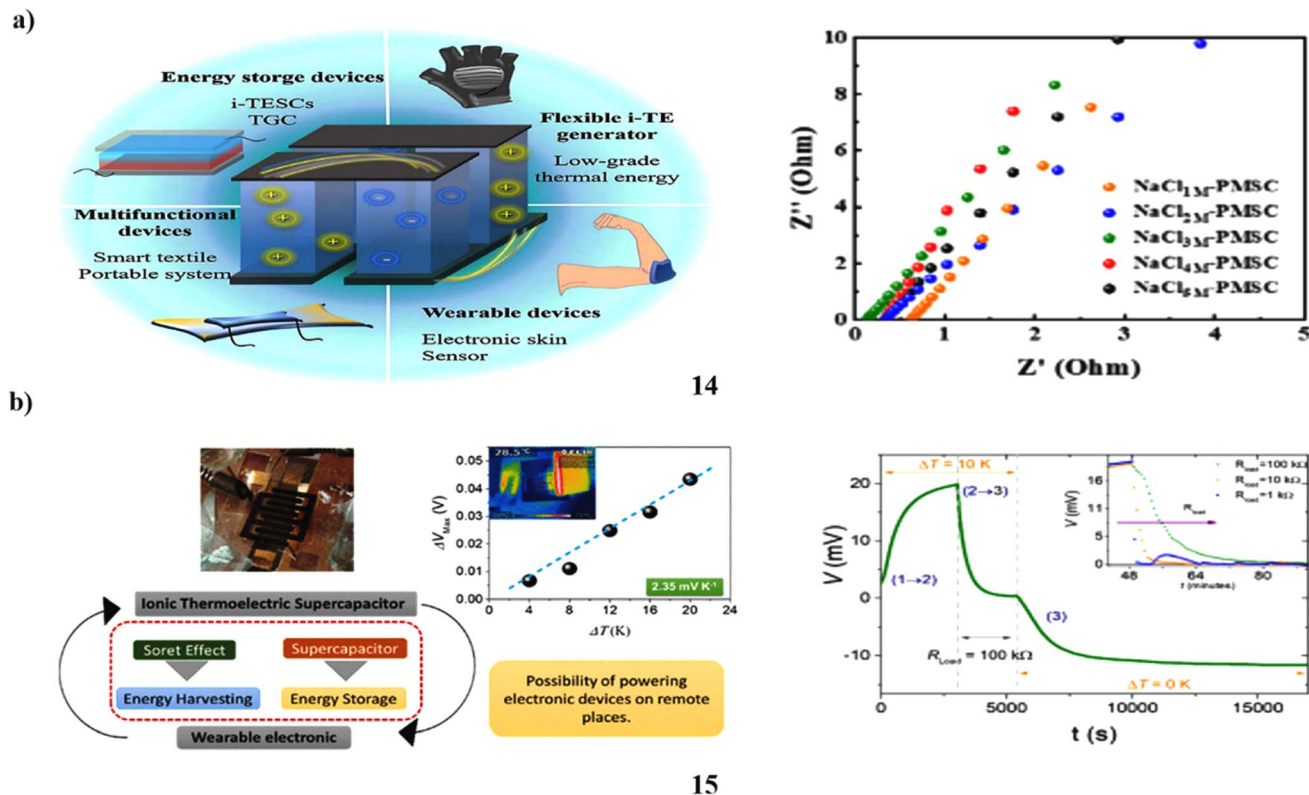 a)
Energy storge devices
i-TESCs
TGC
Flexible i-TE
generator
Low-grade
thermal energy
Multifunctional
devices
Smart textile
Portable system
Wearable devices
Electronic skin
Sensor
14
Z'' (Ohm)
10
8
6
4
2
0
0 1 2 3 4 5
Z' (Ohm)
NaCl1M-PMSC
NaCl2M-PMSC
NaCl3M-PMSC
NaCl4M-PMSC
NaCl5M-PMSC
b)
Ionic Thermoelectric Supercapacitor
Soret Effect
Supercapacitor
Energy Harvesting
Energy Storage
Wearable electronic
ΔVMax (V)
0.05
0.04
0.03
0.02
0.01
0.00
0 4 8 12 16 20 24
ΔT(K)
28.5°C
2.35 mV K-1
Possibility of powering
electronic devices on remote
places.
V (mV)
20
10
0
-10
0 5000 10000 15000
t (s)
ΔT = 10 K
(1→2)
(2→3)
(3)
RLoad = 100 kΩ
ΔT = 0 K
V (mV)
18
11
5
0
48 64 80
t (minutes)
Rload =100 kΩ
Rload =10 kΩ
Rload =1 kΩ
Rload
15